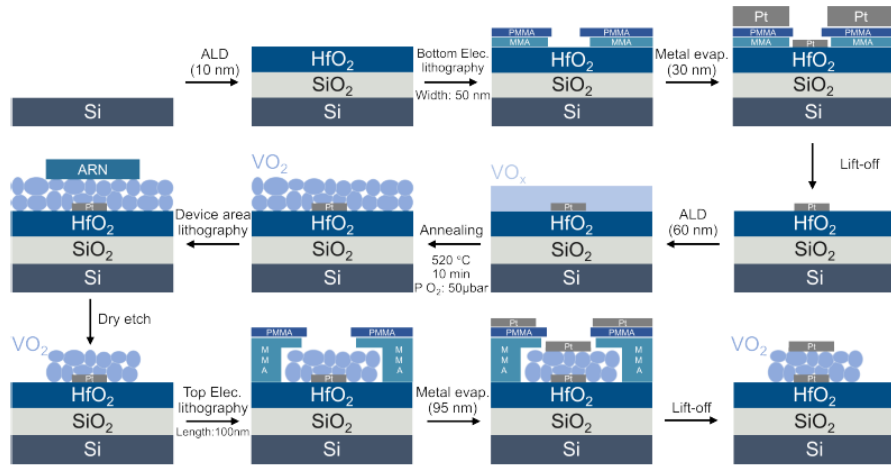 Si
ALD
(10 nm)
HfO₂
SiO₂
Si
Bottom Elec.
lithography
Width: 50 nm
PMMA PMMA
MMA MMA
HfO₂
SiO₂
Si
Metal evap.
(30 nm)
Pt Pt
PMMA PMMA
MMA Pt MMA
HfO₂
SiO₂
Si
Lift-off
Pt
HfO₂
SiO₂
Si
ALD
(60 nm)
VOₓ
Pt
HfO₂
SiO₂
Si
Annealing
520 °C
10 min
P O₂: 50μbar
VO₂
Pt
HfO₂
SiO₂
Si
Device area
lithography
ARN
Pt
HfO₂
SiO₂
Si
Dry etch
VO₂
Pt
HfO₂
SiO₂
Si
Top Elec.
lithography
Length:100nm
PMMA PMMA
MMA MMA
Pt
HfO₂
SiO₂
Si
Metal evap.
(95 nm)
Pt Pt
PMMA PMMA
Pt
MMA MMA
Pt
HfO₂
SiO₂
Si
Lift-off
VO₂
Pt
Pt
HfO₂
SiO₂
Si